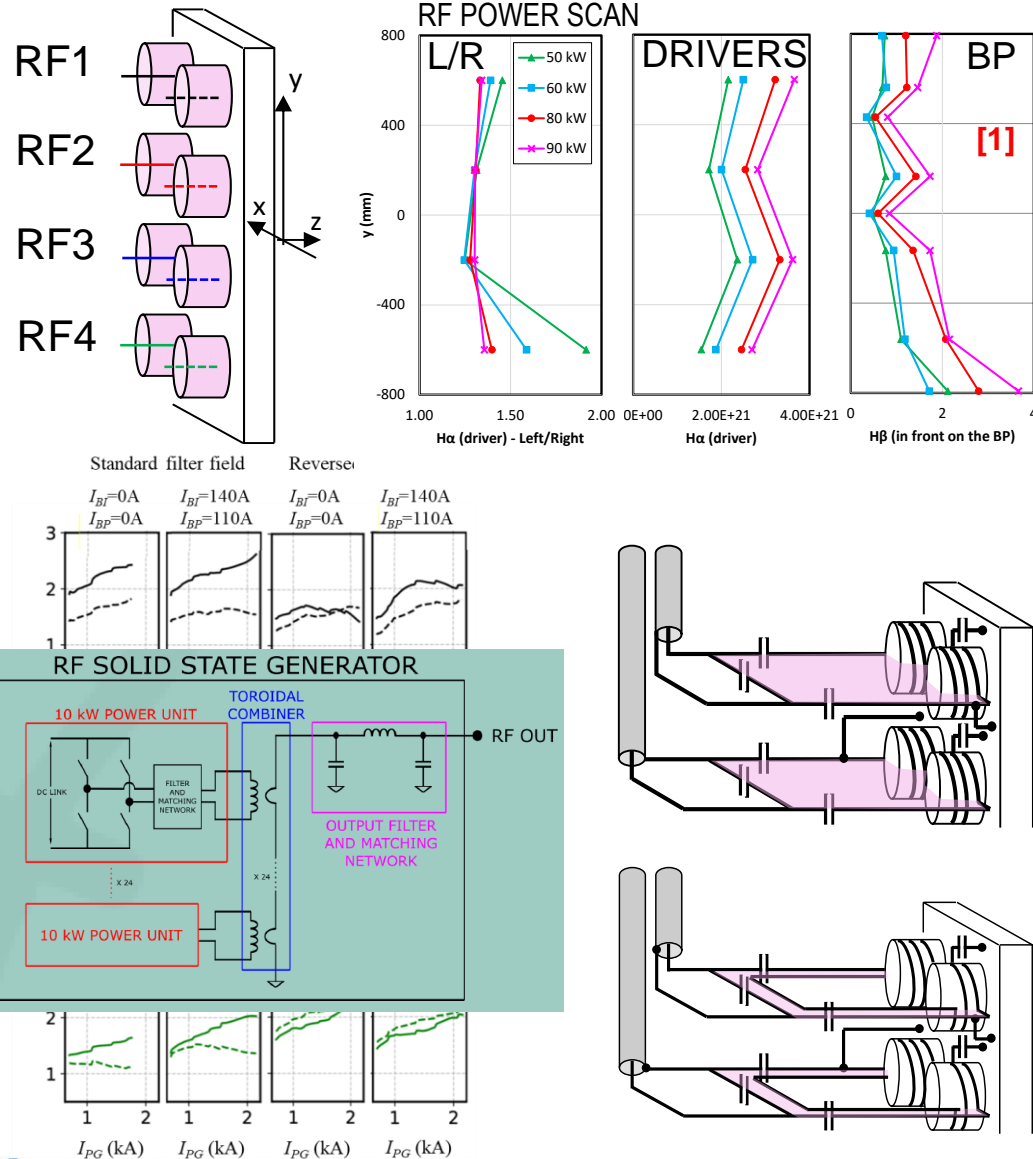 RF POWER SCAN
RF1
RF2
RF3
RF4
y
x
z
L/R
50 kW
60 kW
80 kW
90 kW
DRIVERS
BP
[1]
800
400
0
-400
-800
y (mm)
1.00 1.50 2.00
Hα (driver) - Left/Right
0E+00 2.00E+21 4.00E+21
Hα (driver)
0 2 4
Hβ (in front on the BP)
Standard filter field
I_BI=0A I_BI=140A I_BI=0A I_BI=140A
I_BP=0A I_BP=110A I_BP=0A I_BP=110A
3
2
1
RF SOLID STATE GENERATOR
10 kW POWER UNIT
TOROIDAL
COMBINER
DC LINK
FILTER
AND
MATCHING
NETWORK
RF OUT
OUTPUT FILTER
AND MATCHING
NETWORK
X 24
X 24
10 kW POWER UNIT
2
1
1 2 1 2 1 2 1 2
I_PG (kA) I_PG (kA) I_PG (kA) I_PG (kA)